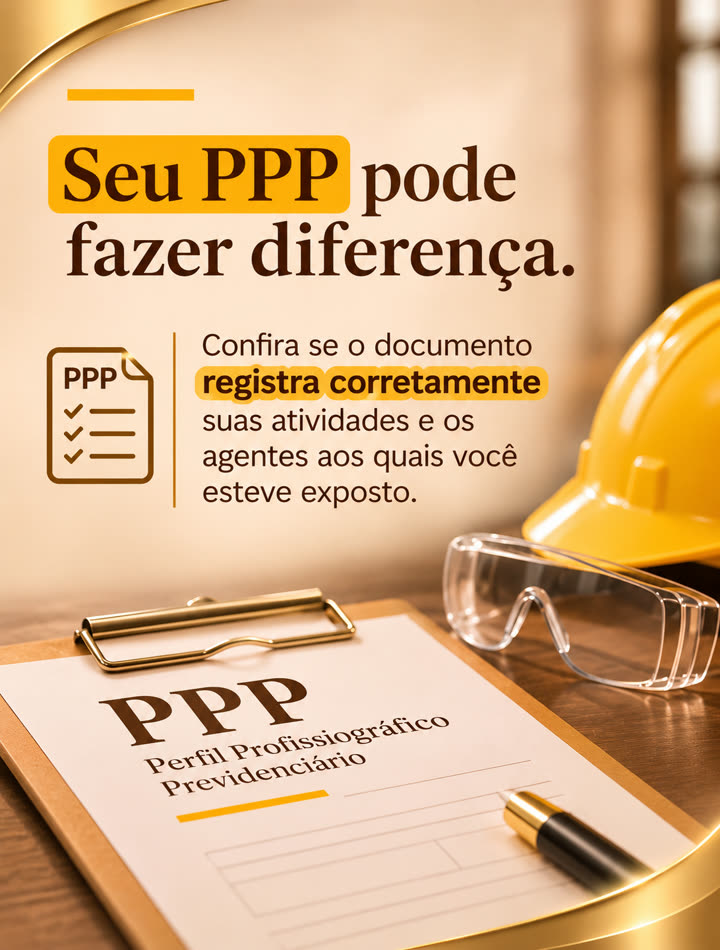 Seu PPP pode
fazer diferença.
PPP
Confira se o documento
registra corretamente
suas atividades e os
agentes aos quais você
esteve exposto.
PPP
Perfil Profissiográfico
Previdenciário